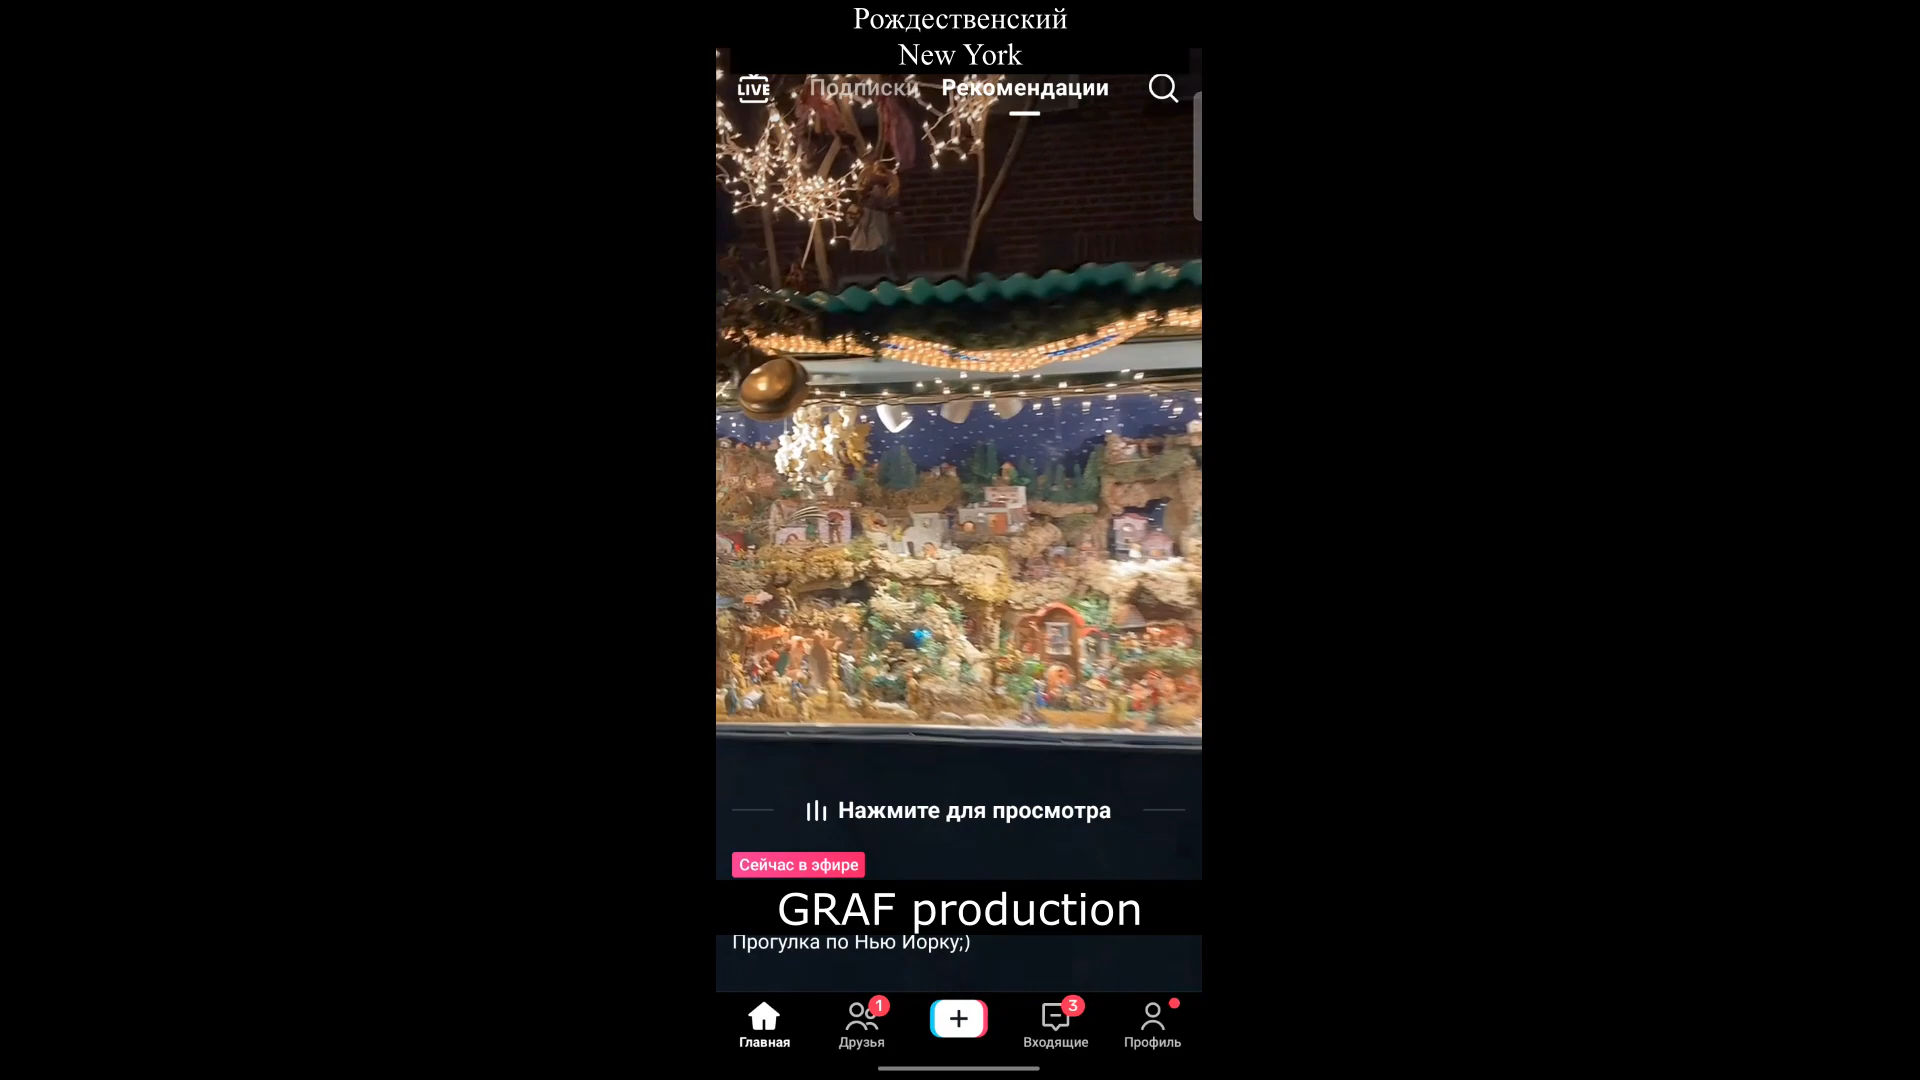 Рождественский
New York
LIVE
Подписки
Рекомендации
Нажмите для просмотра
Сейчас в эфире
GRAF production
Прогулка по Нью Йорку;)
1
3
Главная
Друзья
Входящие
Профиль